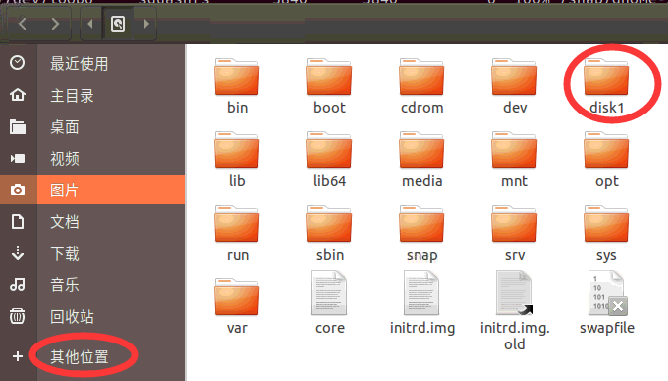 最近使用
主目录
桌面
视频
图片
文档
下载
音乐
回收站
其他位置
bin boot cdrom dev disk1
lib lib64 media mnt opt
run sbin snap srv sys
var core initrd.img initrd.img.
old swapfile